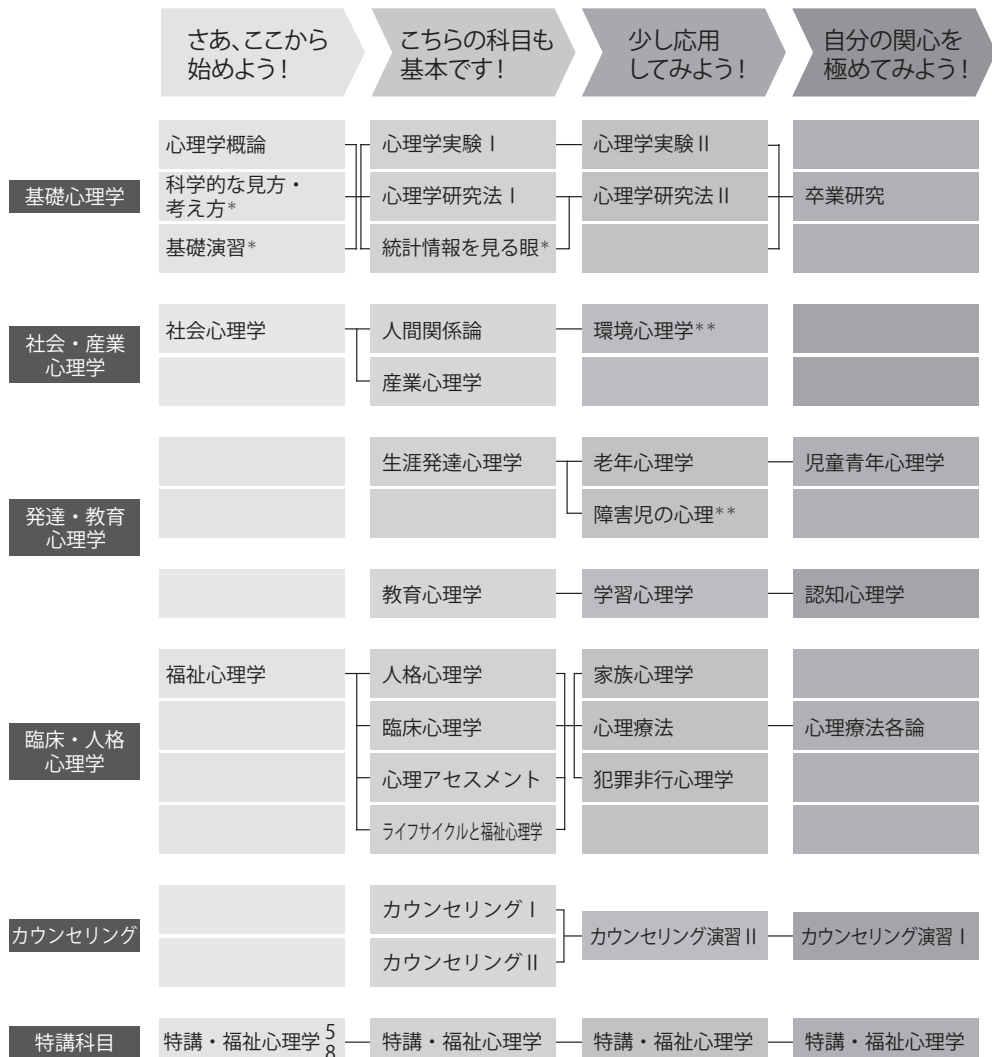 さあ、ここから
始めよう！
こちらの科目も
基本です！
少し応用
してみよう！
自分の関心を
極めてみよう！
基礎心理学
心理学概論
心理学実験Ⅰ
心理学実験Ⅱ
科学的な見方・
考え方*
心理学研究法Ⅰ
心理学研究法Ⅱ
卒業研究
基礎演習*
統計情報を見る眼*
社会・産業
心理学
社会心理学
人間関係論
環境心理学**
産業心理学
発達・教育
心理学
生涯発達心理学
老年心理学
児童青年心理学
障害児の心理**
教育心理学
学習心理学
認知心理学
臨床・人格
心理学
福祉心理学
人格心理学
家族心理学
臨床心理学
心理療法
心理療法各論
心理アセスメント
犯罪非行心理学
ライフサイクルと福祉心理学
カウンセリング
カウンセリングⅠ
カウンセリングⅡ
カウンセリング演習Ⅱ
カウンセリング演習Ⅰ
特講科目
特講・福祉心理学 5
8
特講・福祉心理学
特講・福祉心理学
特講・福祉心理学